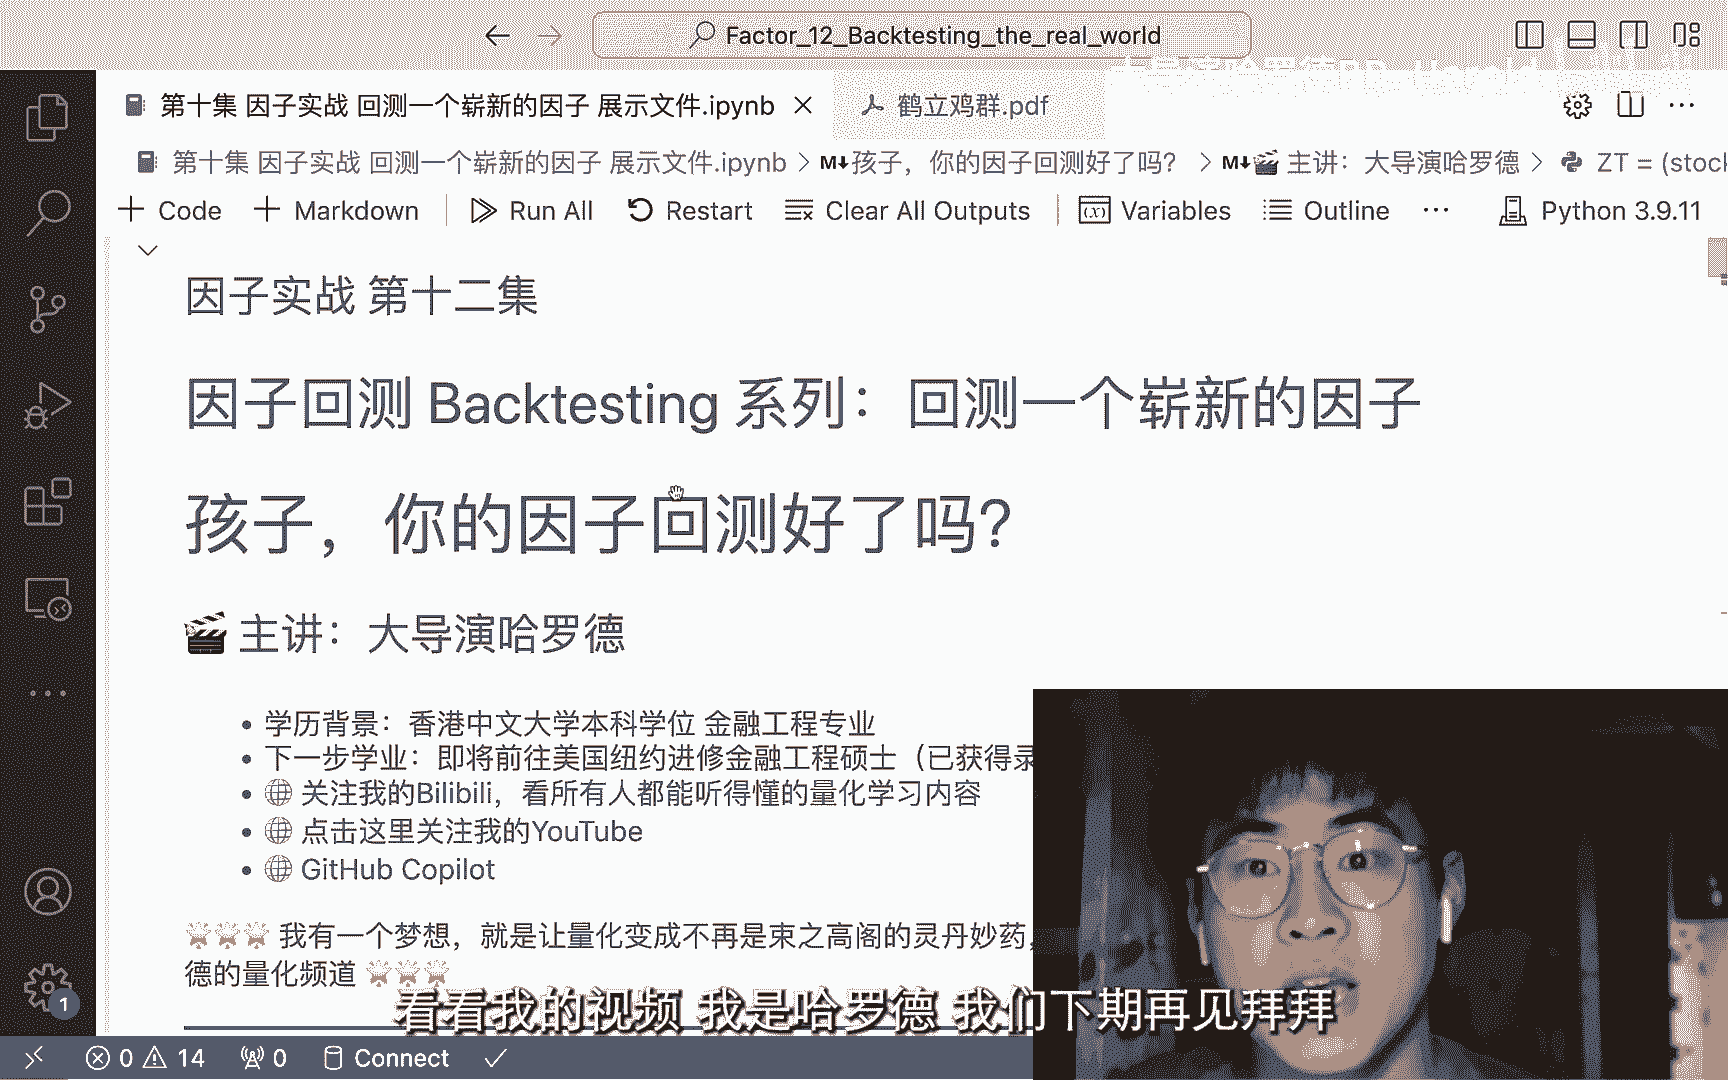 Factor_12_Backtesting_the_real_world
第十集 因子实战 回测一个崭新的因子 展示文件.ipynb
鹤立鸡群.pdf
第十集 因子实战 回测一个崭新的因子 展示文件.ipynb > M↓孩子，你的因子回测好了吗？ > M↓🎬 主讲：大导演哈罗德 > ZT = (stock
Code Markdown Run All Restart Clear All Outputs Variables Outline ... Python 3.9.11
因子实战 第十二集
因子回测 Backtesting 系列：回测一个崭新的因子
孩子，你的因子回测好了吗？
🎬 主讲：大导演哈罗德
• 学历背景：香港中文大学本科学位 金融工程专业
• 下一步学业：即将前往美国纽约进修金融工程硕士（已获得录
• 🌐 关注我的Bilibili，看所有人都能听得懂的量化学习内容
• 🌐 点击这里关注我的YouTube
• 🌐 GitHub Copilot
🌟🌟🌟 我有一个梦想，就是让量化变成不再是束之高阁的灵丹妙药，
德的量化频道 🌟🌟🌟
看看我的视频 我是哈罗德 我们下期再见拜拜
1
0 14 0 Connect